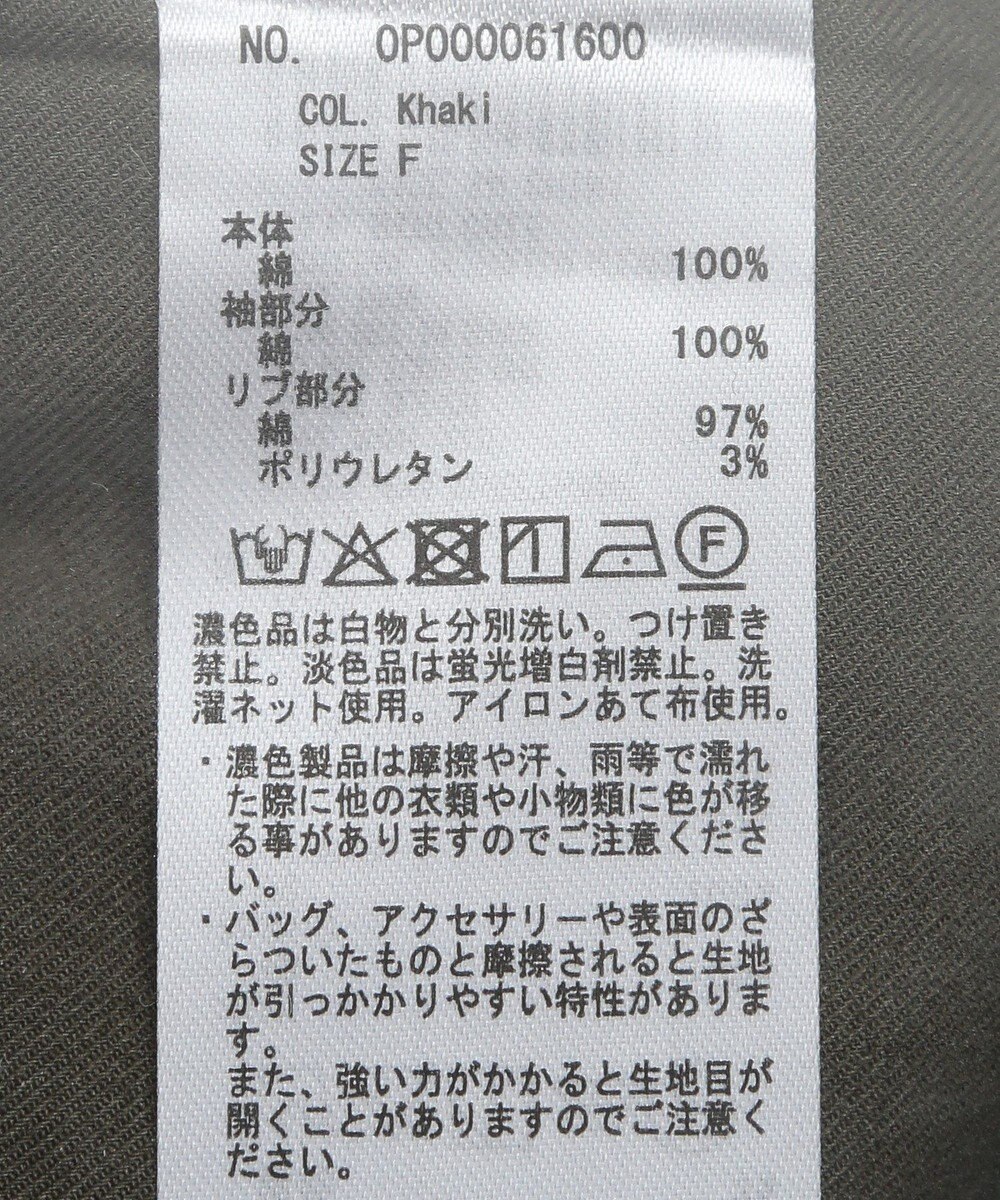 NO. OP000061600
COL. Khaki
SIZE F
本体
綿 100%
袖部分
綿 100%
リブ部分
綿 97%
ポリウレタン 3%
F
濃色品は白物と分別洗い。つけ置き
禁止。淡色品は蛍光増白剤禁止。洗
濯ネット使用。アイロンあて布使用。
・濃色製品は摩擦や汗、雨等で濡れ
た際に他の衣類や小物類に色が移
る事がありますのでご注意くださ
い。
・バッグ、アクセサリーや表面のざ
らついたものと摩擦されると生地
が引っかかりやすい特性がありま
す。
また、強い力がかかると生地目が
開くことがありますのでご注意く
ださい。